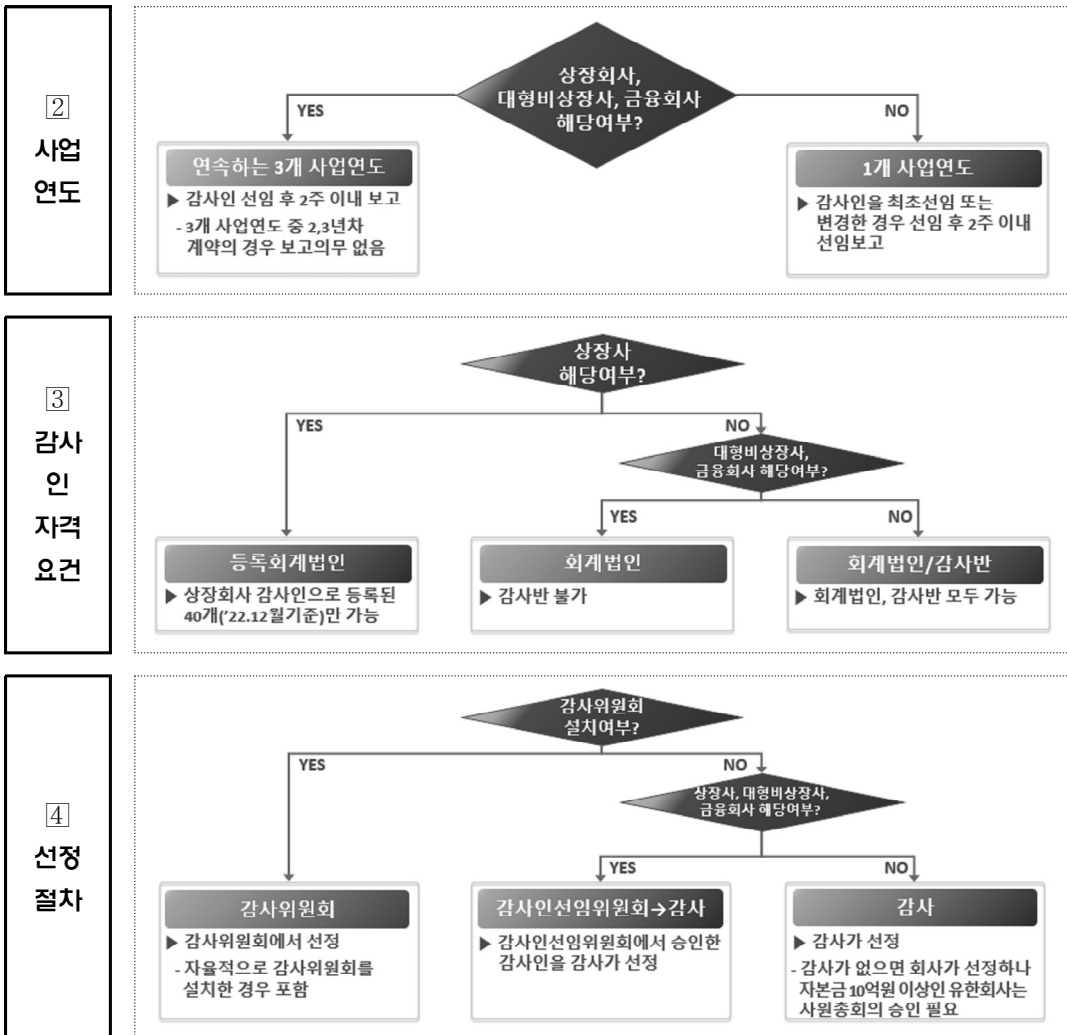 2
사업
연도
상장회사,
대형비상장사, 금융회사
해당여부?
YES
NO
연속하는 3개 사업연도
▶ 감사인 선임 후 2주 이내 보고
- 3개 사업연도 중 2,3년차
계약의 경우 보고의무 없음
1개 사업연도
▶ 감사인을 최초선임 또는
변경한 경우 선임 후 2주 이내
선임보고
3
감사
인
자격
요건
상장사
해당여부?
YES
NO
대형비상장사,
금융회사 해당여부?
YES
NO
등록회계법인
▶ 상장회사 감사인으로 등록된
40개('22.12월기준)만 가능
회계법인
▶ 감사반 불가
회계법인/감사반
▶ 회계법인, 감사반 모두 가능
4
선정
절차
감사위원회
설치여부?
YES
NO
상장사, 대형비상장사,
금융회사 해당여부?
YES
NO
감사위원회
▶ 감사위원회에서 선정
- 자율적으로 감사위원회를
설치한 경우 포함
감사인선임위원회→감사
▶ 감사인선임위원회에서 승인한
감사인을 감사가 선정
감사
▶ 감사가 선정
- 감사가 없으면 회사가 선정하나
자본금 10억원 이상인 유한회사는
사원총회의 승인 필요